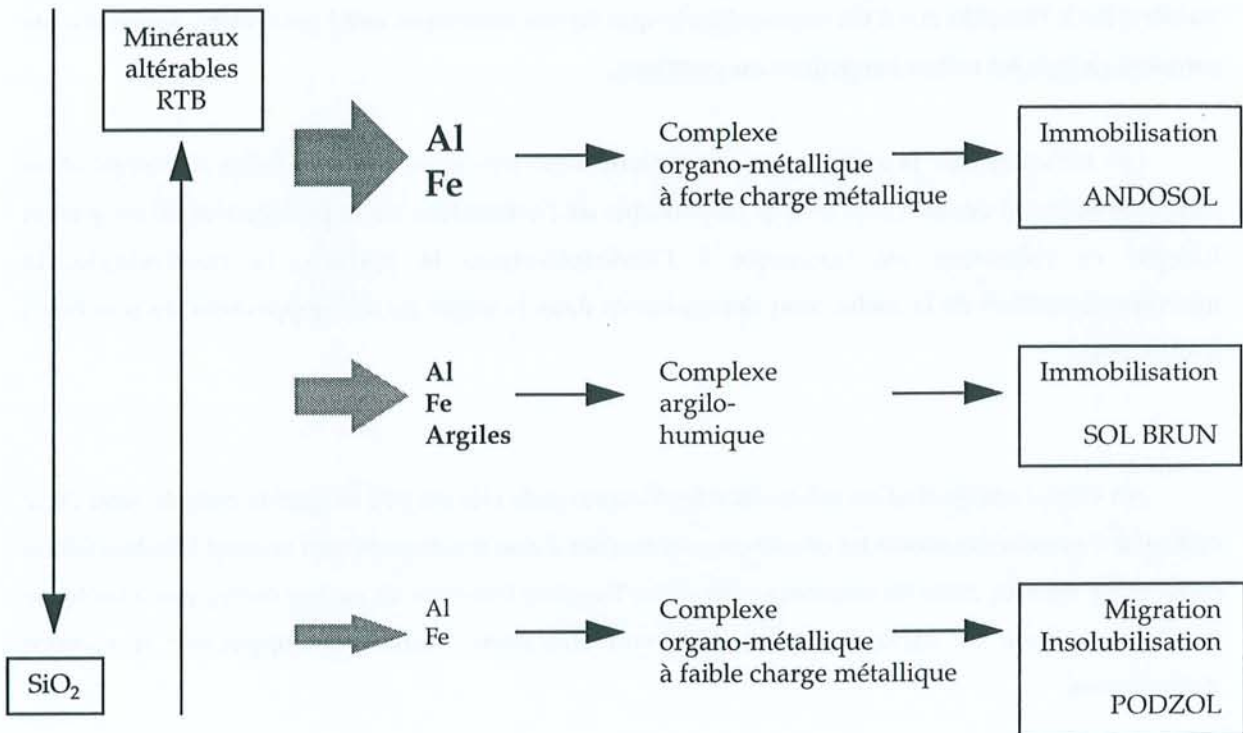 Minéraux
altérables
RTB
Al
Fe
Complexe
organo-métallique
à forte charge métallique
Immobilisation
ANDOSOL
Al
Fe
Argiles
Complexe
argilo-
humique
Immobilisation
SOL BRUN
Al
Fe
Complexe
organo-métallique
à faible charge métallique
Migration
Insolubilisation
PODZOL
SiO₂